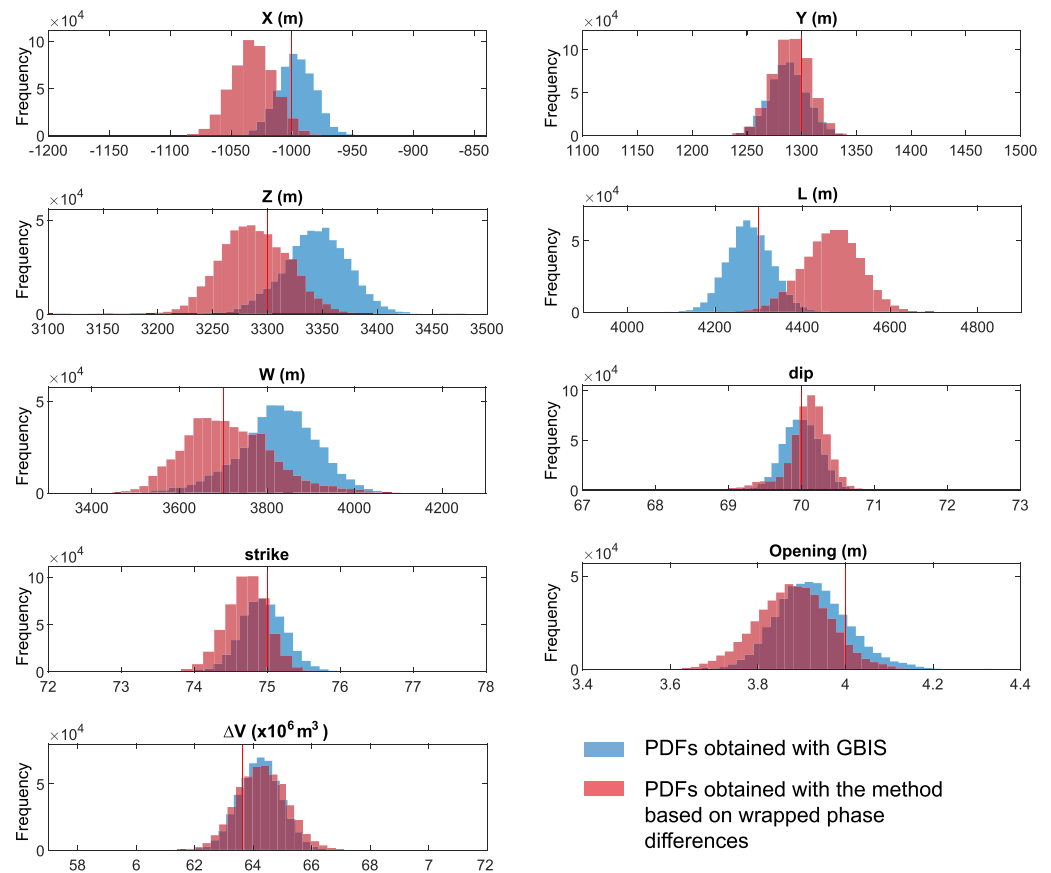 ×10⁴ X (m)
Frequency
10
5
0
-1200 -1150 -1100 -1050 -1000 -950 -900 -850
×10⁴ Y (m)
Frequency
10
5
0
1100 1150 1200 1250 1300 1350 1400 1450 1500
×10⁴ Z (m)
Frequency
5
0
3100 3150 3200 3250 3300 3350 3400 3450 3500
×10⁴ L (m)
Frequency
5
0
4000 4200 4400 4600 4800
×10⁴ W (m)
Frequency
5
0
3400 3600 3800 4000 4200
×10⁴ dip
Frequency
10
5
0
67 68 69 70 71 72 73
×10⁴ strike
Frequency
10
5
0
72 73 74 75 76 77 78
×10⁴ Opening (m)
Frequency
5
0
3.4 3.6 3.8 4 4.2 4.4
×10⁴ ΔV (x10⁶ m³ )
Frequency
5
0
58 6 62 64 66 68 7 72
PDFs obtained with GBIS
PDFs obtained with the method
based on wrapped phase
differences